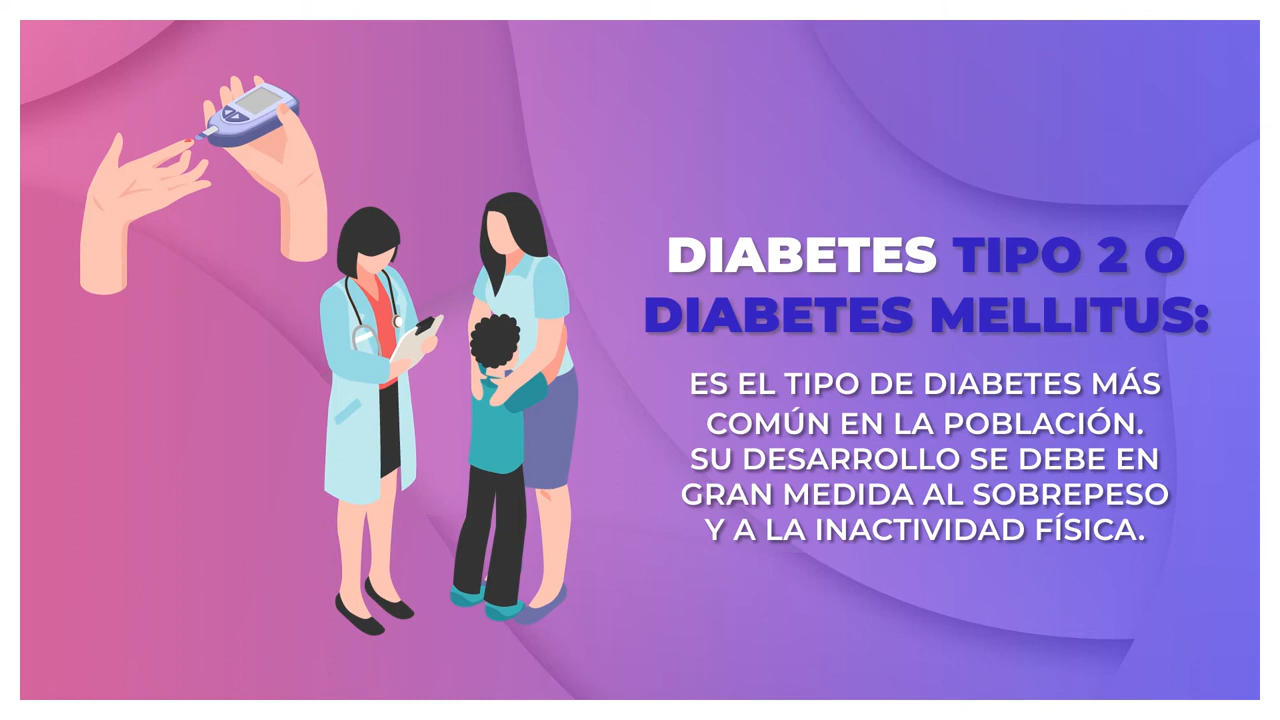 DIABETES TIPO 2 O
DIABETES MELLITUS:
ES EL TIPO DE DIABETES MÁS
COMÚN EN LA POBLACIÓN.
SU DESARROLLO SE DEBE EN
GRAN MEDIDA AL SOBREPESO
Y A LA INACTIVIDAD FÍSICA.